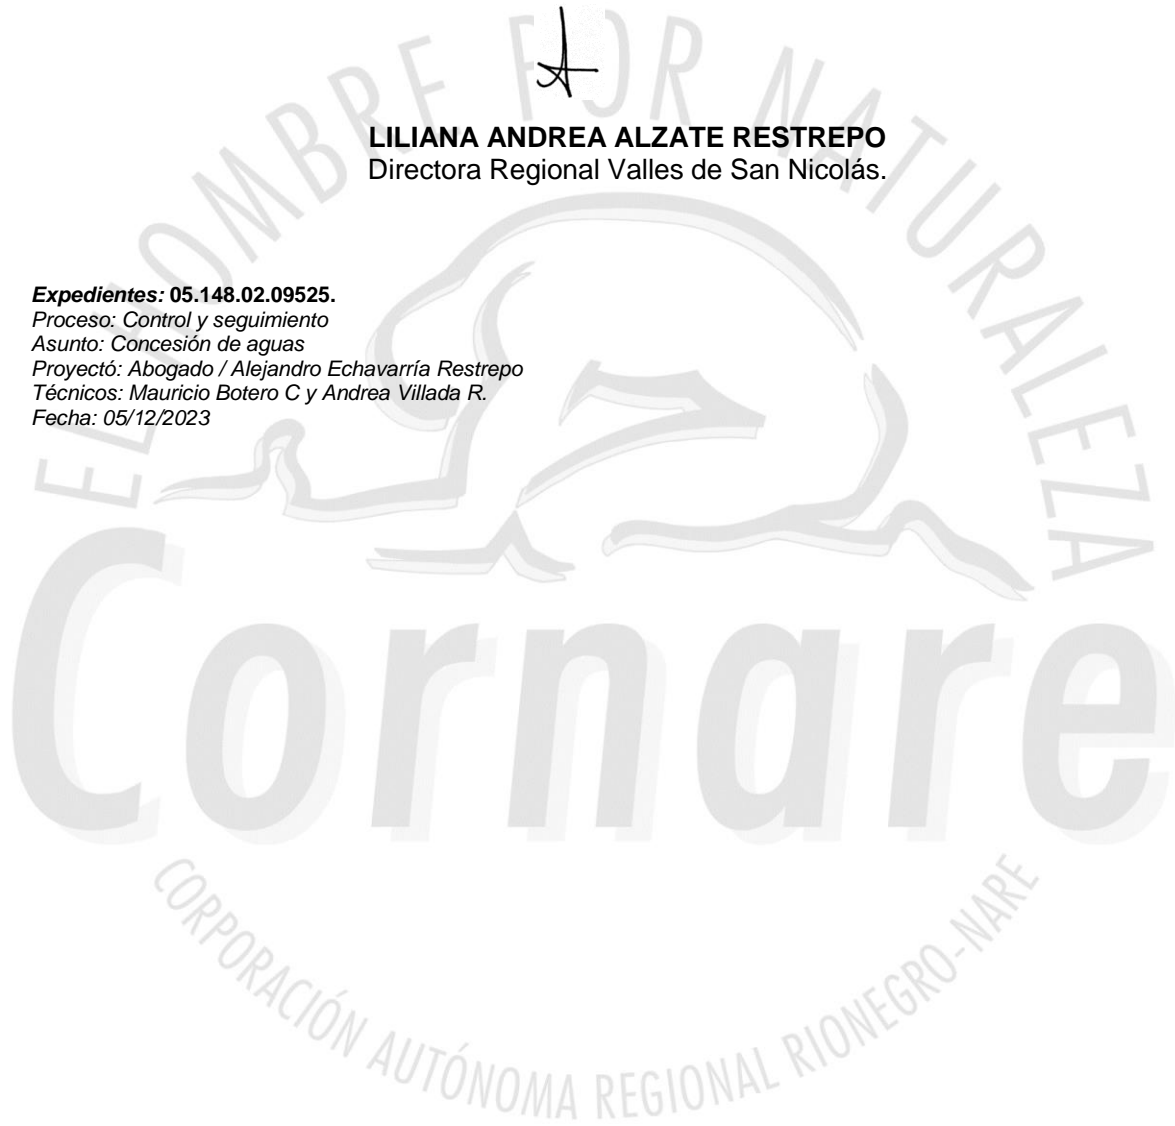 LILIANA ANDREA ALZATE RESTREPO
Directora Regional Valles de San Nicolás.
Expedientes: 05.148.02.09525.
Proceso: Control y seguimiento
Asunto: Concesión de aguas
Proyectó: Abogado / Alejandro Echavarría Restrepo
Técnicos: Mauricio Botero C y Andrea Villada R.
Fecha: 05/12/2023
EL HOMBRE FOR NATURALEZA
Cornare
CORPORACIÓN AUTÓNOMA REGIONAL RIONEGRO-NARE